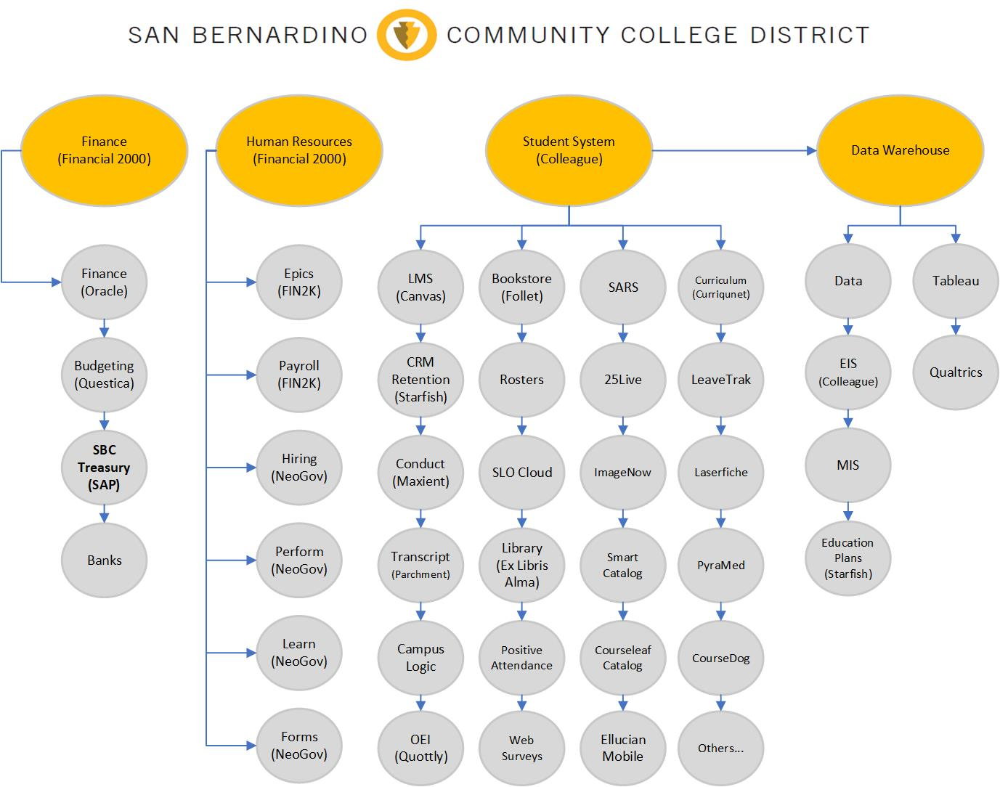 SAN BERNARDINO COMMUNITY COLLEGE DISTRICT
Finance
(Financial 2000)
Human Resources
(Financial 2000)
Student System
(Colleague)
Data Warehouse
Finance
(Oracle)
Budgeting
(Questica)
SBC
Treasury
(SAP)
Banks
Epics
(FIN2K)
Payroll
(FIN2K)
Hiring
(NeoGov)
Perform
(NeoGov)
Learn
(NeoGov)
Forms
(NeoGov)
LMS
(Canvas)
CRM
Retention
(Starfish)
Conduct
(Maxient)
Transcript
(Parchment)
Campus
Logic
OEI
(Quottly)
Bookstore
(Follet)
Rosters
SLO Cloud
Library
(Ex Libris
Alma)
Positive
Attendance
Web
Surveys
SARS
25Live
ImageNow
Smart
Catalog
Courseleaf
Catalog
Ellucian
Mobile
Curriculum
(Curriqunet)
LeaveTrak
Laserfiche
PyraMed
CourseDog
Others...
Data
EIS
(Colleague)
MIS
Education
Plans
(Starfish)
Tableau
Qualtrics